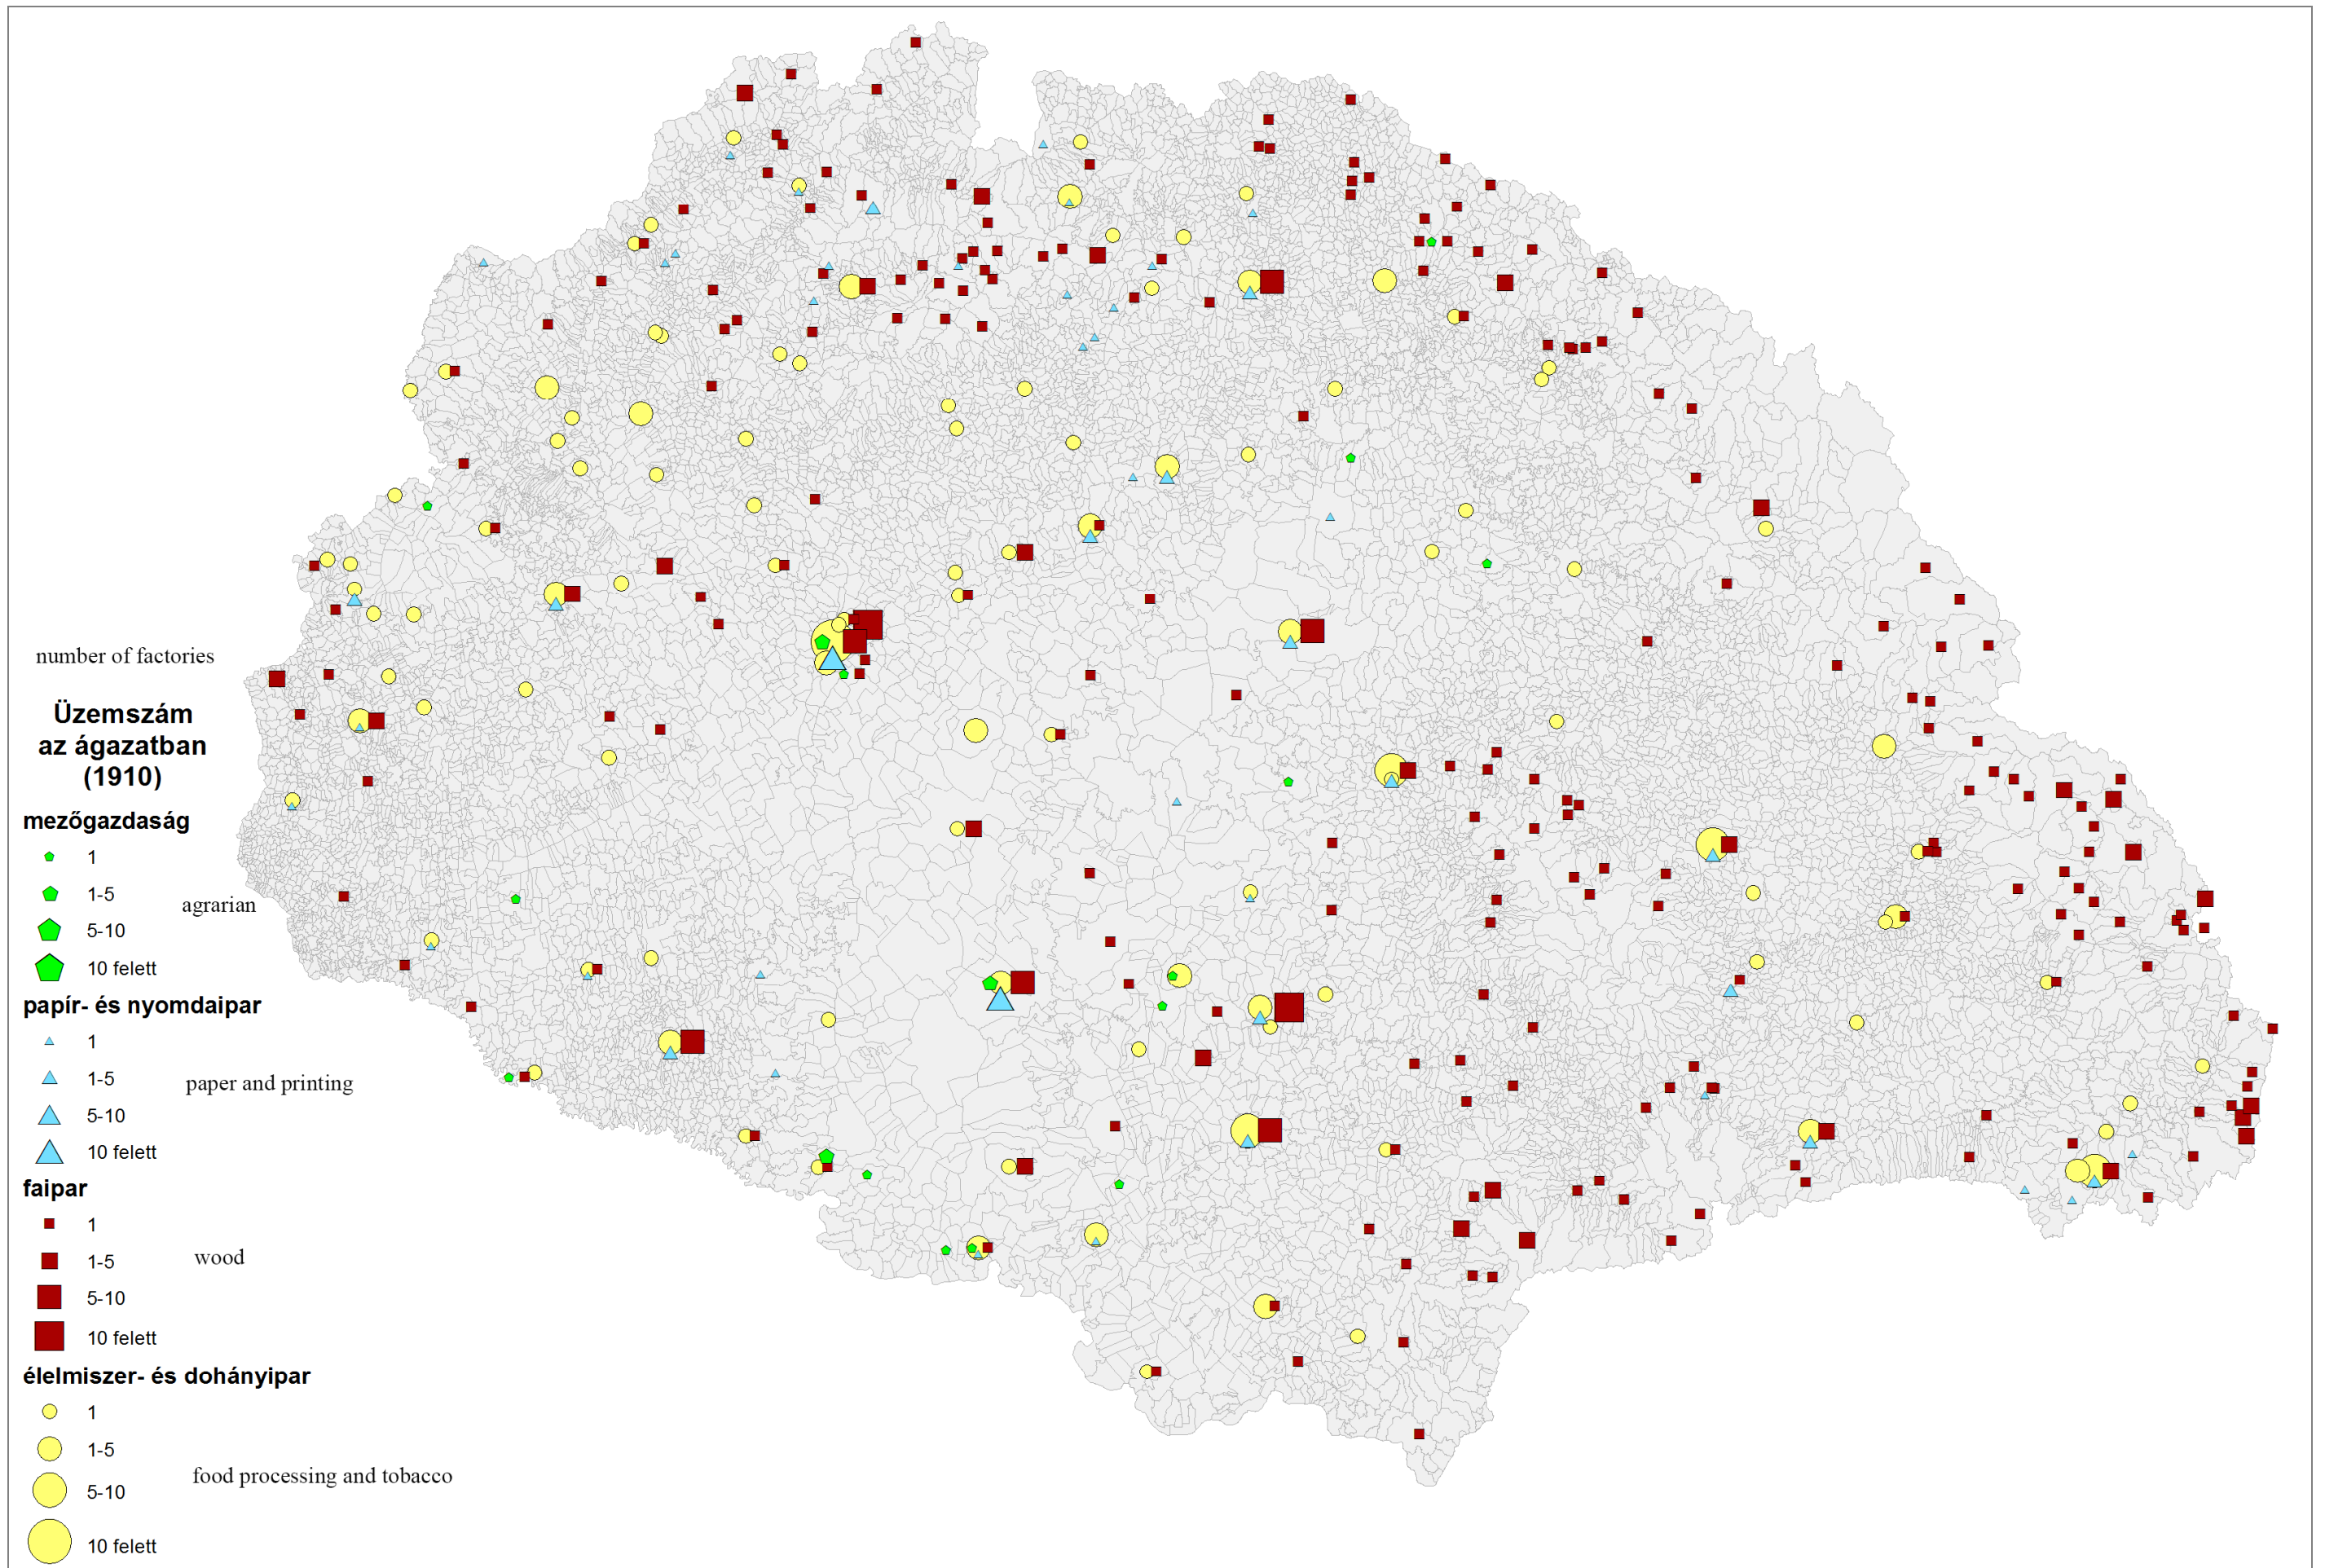 number of factories
Üzemszám
az ágazatban
(1910)
mezőgazdaság
1
1-5
agrarian
5-10
10 felett
papír- és nyomdaipar
1
1-5
paper and printing
5-10
10 felett
faipar
1
wood
1-5
5-10
10 felett
élelmiszer- és dohányipar
1
1-5
food processing and tobacco
5-10
10 felett